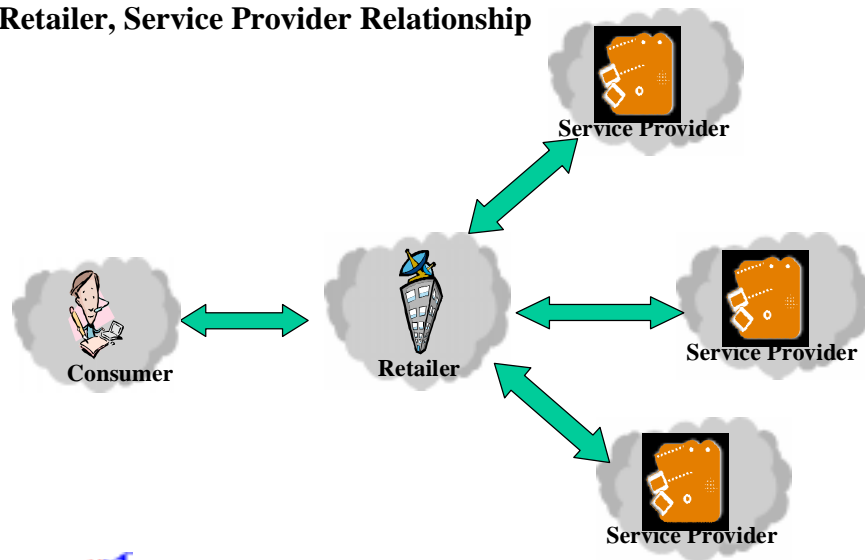 Retailer, Service Provider Relationship
Service Provider
Service Provider
Retailer
Consumer
Service Provider